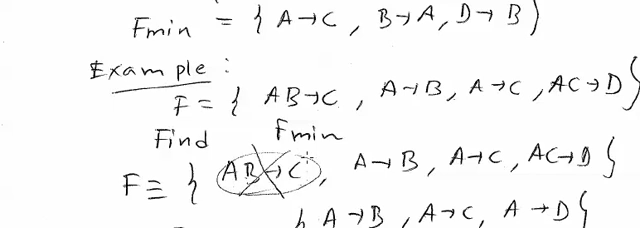 Fmin = { A→C , B→A, D→B}
Example :
F = { AB→C , A→B, A→C , AC→D}
Find Fmin
F ≡ { AB→C , A→B , A→C, AC→D }
{ A→B , A→C, A→D }